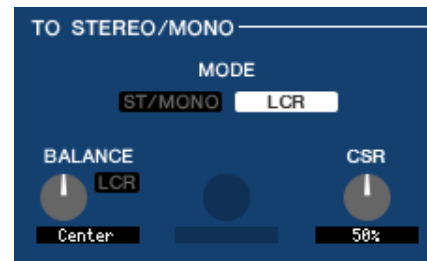 TO STEREO/MONO
MODE
ST/MONO LCR
BALANCE CSR
LCR
Center 50%